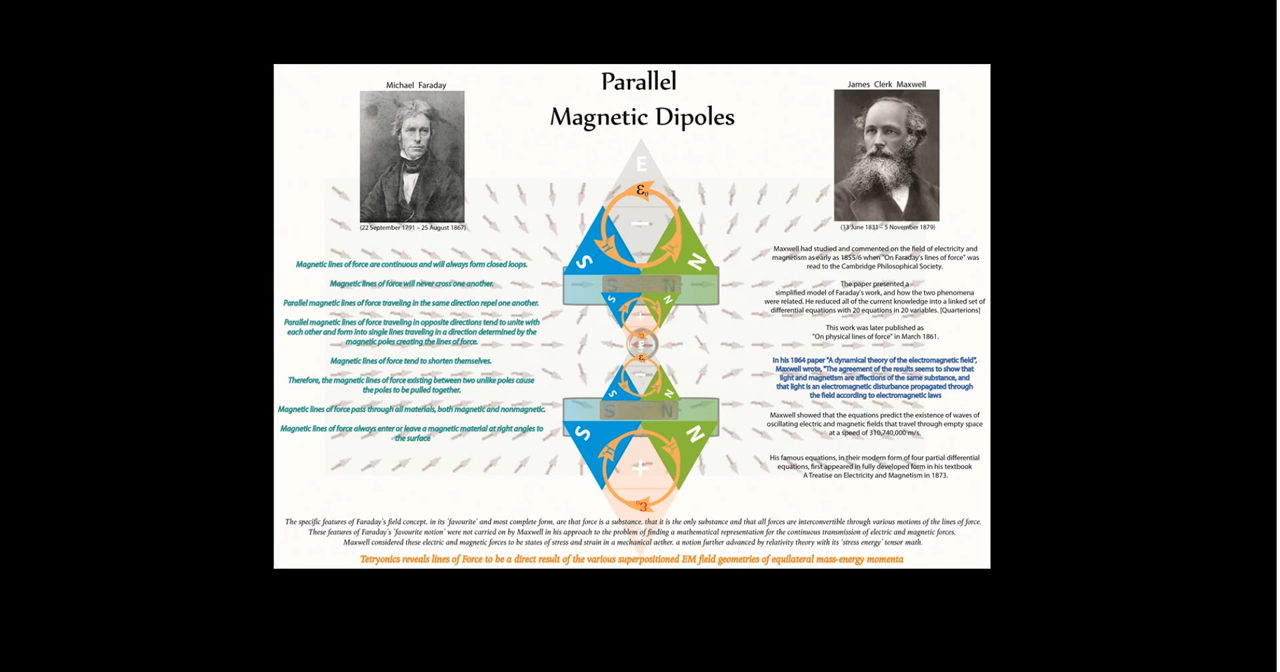 Parallel
Magnetic Dipoles
Michael Faraday
(22 September 1791 – 25 August 1867)
Magnetic lines of force are continuous and will always form closed loops.
Magnetic lines of force will never cross one another.
Parallel magnetic lines of force traveling in the same direction repel one another.
Parallel magnetic lines of force traveling in opposite directions tend to unite with
each other and form into single lines traveling in a direction determined by the
magnetic poles creating the lines of force.
Magnetic lines of force tend to shorten themselves.
Therefore, the magnetic lines of force existing between two unlike poles cause
the poles to be pulled together.
Magnetic lines of force pass through all materials, both magnetic and nonmagnetic.
Magnetic lines of force always enter or leave a magnetic material at right angles to
the surface
E
ε₀
−
S
N
S
N
S
N
ε₀
S
N
S
N
S
N
+
ε₀
James Clerk Maxwell
(13 June 1831 – 5 November 1879)
Maxwell had studied and commented on the field of electricity and
magnetism as early as 1855/6 when "On Faraday's lines of force" was
read to the Cambridge Philosophical Society.
The paper presented a
simplified model of Faraday's work, and how the two phenomena
were related. He reduced all of the current knowledge into a linked set of
differential equations with 20 equations in 20 variables. [Quarterions]
This work was later published as
"On physical lines of force" in March 1861.
In his 1864 paper "A dynamical theory of the electromagnetic field",
Maxwell wrote, "The agreement of the results seems to show that
light and magnetism are affections of the same substance, and
that light is an electromagnetic disturbance propagated through
the field according to electromagnetic laws
Maxwell showed that the equations predict the existence of waves of
oscillating electric and magnetic fields that travel through empty space
at a speed of 310,740,000 m/s.
His famous equations, in their modern form of four partial differential
equations, first appeared in fully developed form in his textbook
A Treatise on Electricity and Magnetism in 1873.
The specific features of Faraday's field concept, in its 'favourite' and most complete form, are that force is a substance, that it is the only substance and that all forces are interconvertible through various motions of the lines of force.
These features of Faraday's 'favourite notion' were not carried on by Maxwell in his approach to the problem of finding a mathematical representation for the continuous transmission of electric and magnetic forces,
Maxwell considered these electric and magnetic forces to be states of stress and strain in a mechanical aether, a notion further advanced by relativity theory with its 'stress energy' tensor math.
Tetryonics reveals lines of Force to be a direct result of the various superpositioned EM field geometries of equilateral mass-energy momenta